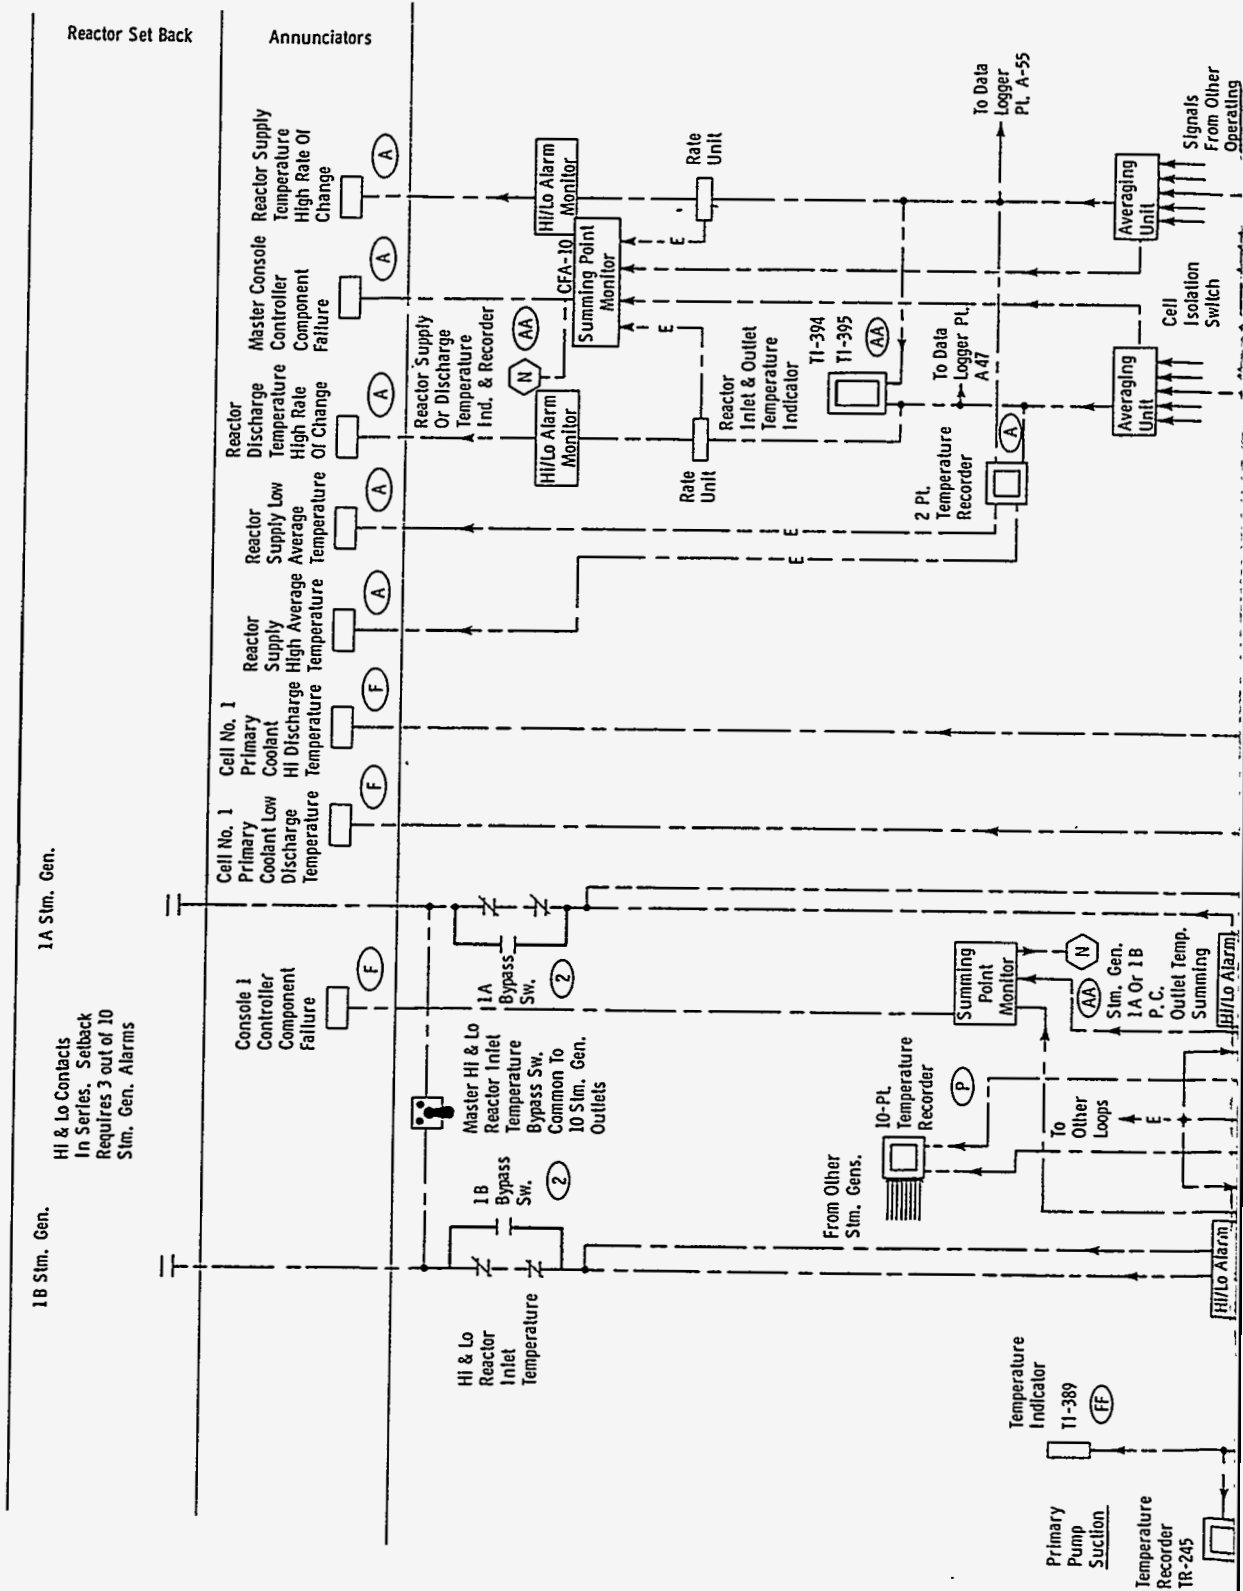 Reactor Set Back
Annunciators
1B Stm. Gen.
Hi & Lo Contacts
In Series. Setback
Requires 3 out of 10
Stm. Gen. Alarms
1A Stm. Gen.
Console 1
Controller
Component
Failure
F
Cell No. 1
Primary
Coolant Low
Discharge
Temperature
F
Cell No. 1
Primary
Coolant
Hi Discharge
Temperature
F
Reactor
Supply
High Average
Temperature
A
Reactor
Supply Low
Average
Temperature
A
Reactor
Discharge
Temperature
High Rate
Of Change
A
Master Console
Controller
Component
Failure
A
Reactor Supply
Temperature
High Rate Of
Change
A
Hi & Lo
Reactor
Inlet
Temperature
1B
Bypass
Sw.
2
Master Hi & Lo
Reactor Inlet
Temperature
Bypass Sw.
Common To
10 Stm. Gen.
Outlets
1A
Bypass
Sw.
2
Reactor Supply
Or Discharge
Temperature
Ind. & Recorder
N
AA
Hi/Lo Alarm
Monitor
CFA-10
Summing Point
Monitor
Hi/Lo Alarm
Monitor
E
E
Rate
Unit
Rate
Unit
Reactor
Inlet & Outlet
Temperature
Indicator
TI-394
TI-395
AA
E
E
2 Pt.
Temperature
Recorder
A
To Data
Logger Pt.
A 47
To Data
Logger
Pt. A-55
Averaging
Unit
Cell
Isolation
Switch
Averaging
Unit
Signals
From Other
Operating
From Other
Stm. Gens.
10-Pt.
Temperature
Recorder
P
Summing
Point
Monitor
N
AA
Stm. Gen.
1A Or 1B
P. C.
Outlet Temp.
Summing
To
Other
Loops
E
Hi/Lo Alarm
Hi/Lo Alarm
Temperature
Indicator
TI-389
FF
Primary
Pump
Suction
Temperature
Recorder
TR-245